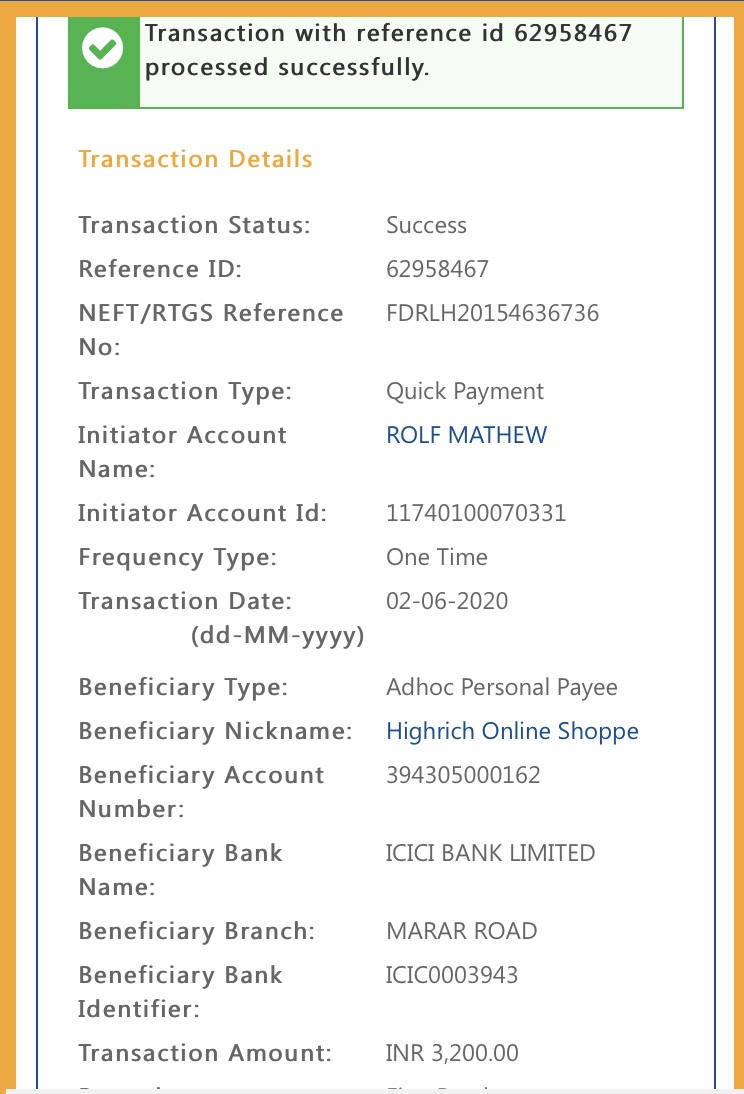 Transaction with reference id 62958467
processed successfully.
Transaction Details
Transaction Status: Success
Reference ID: 62958467
NEFT/RTGS Reference FDRLH20154636736
No:
Transaction Type: Quick Payment
Initiator Account ROLF MATHEW
Name:
Initiator Account Id: 11740100070331
Frequency Type: One Time
Transaction Date: 02-06-2020
(dd-MM-yyyy)
Beneficiary Type: Adhoc Personal Payee
Beneficiary Nickname: Highrich Online Shoppe
Beneficiary Account 394305000162
Number:
Beneficiary Bank ICICI BANK LIMITED
Name:
Beneficiary Branch: MARAR ROAD
Beneficiary Bank ICIC0003943
Identifier:
Transaction Amount: INR 3,200.00